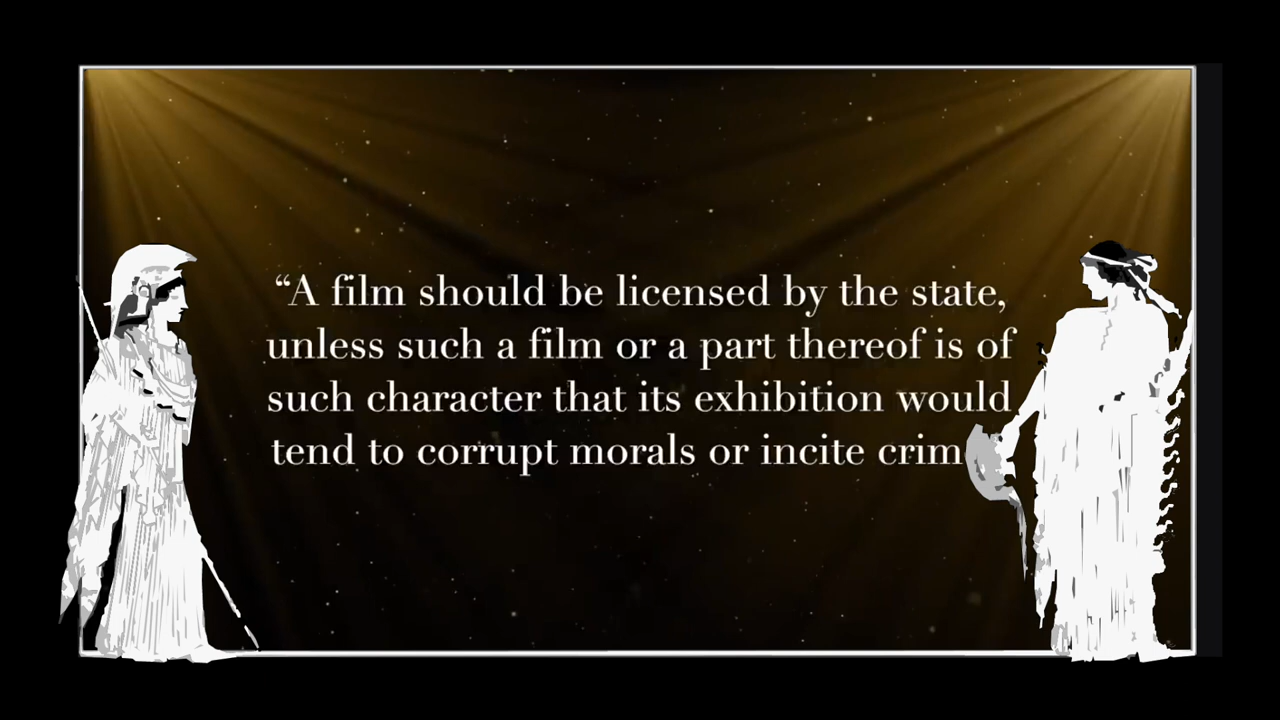 “A film should be licensed by the state,
unless such a film or a part thereof is of
such character that its exhibition would
tend to corrupt morals or incite